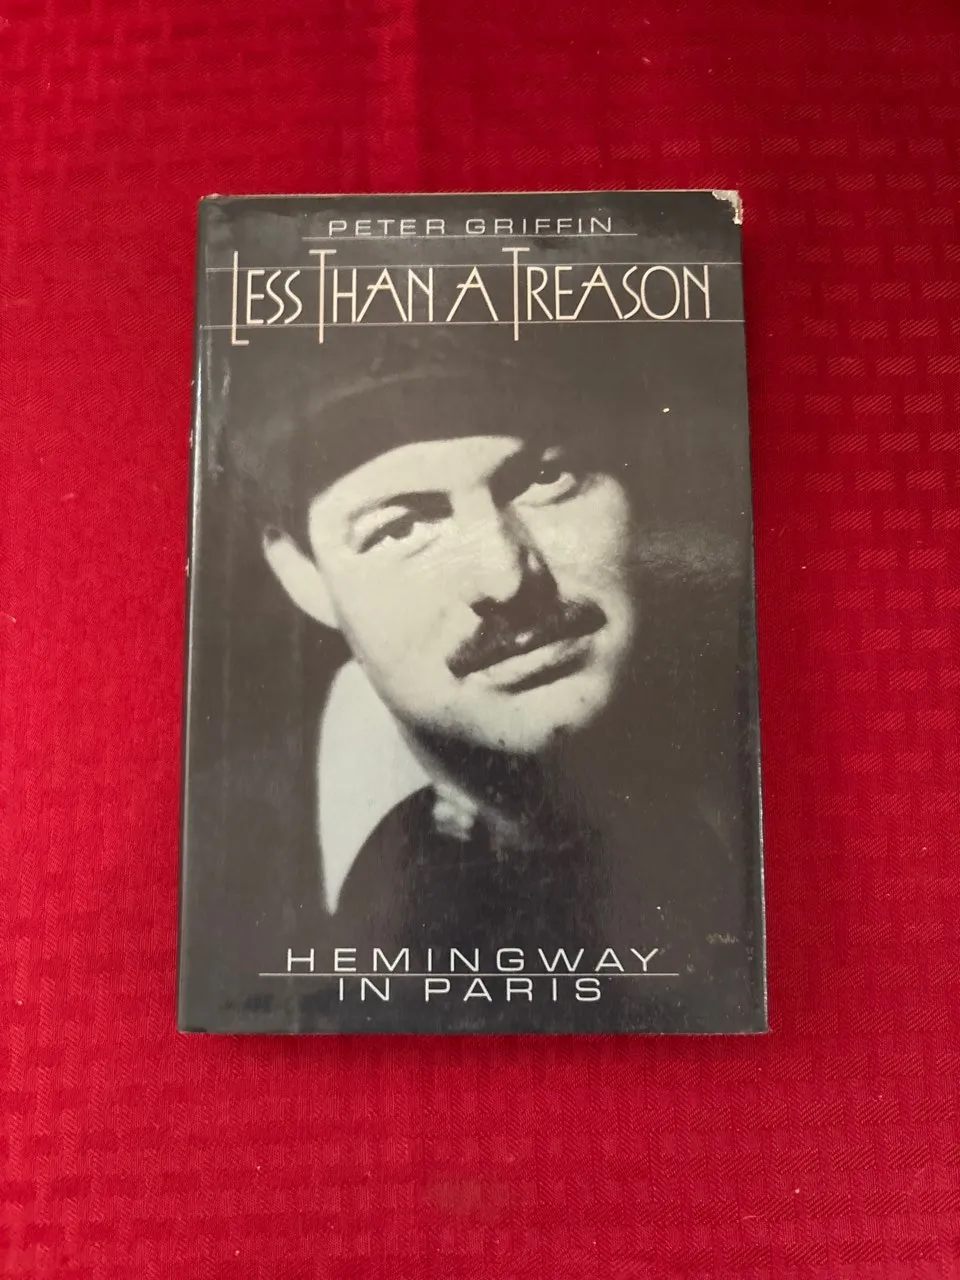 PETER GRIFFIN
LESS THAN A TREASON
HEMINGWAY
IN PARIS